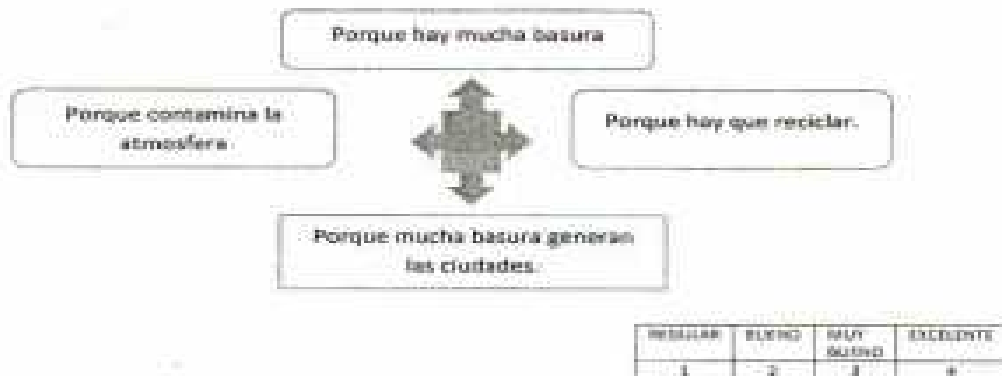 Porque hay mucha basura
Porque contamina la
atmosfera
Porque hay que reciclar.
Porque mucha basura generan
las ciudades.
REGULAR BUENO MUY BUENO EXCELENTE
1 2 3 4